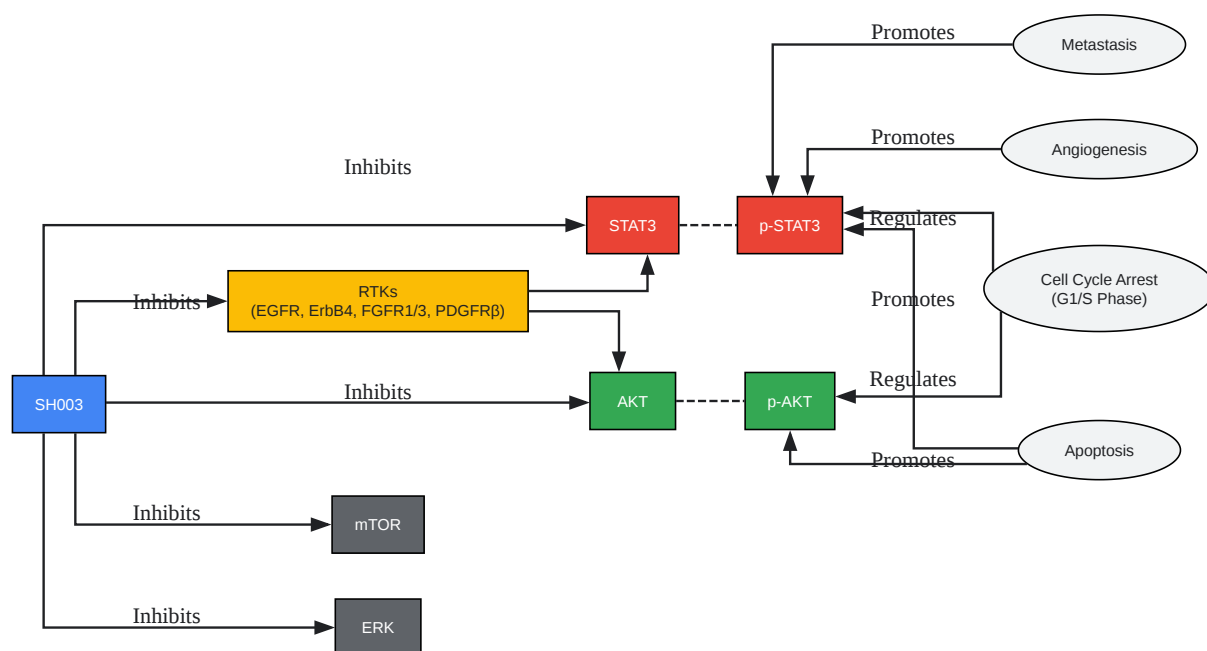 Promotes
Metastasis
Promotes
Angiogenesis
Inhibits
STAT3
p-STAT3
Regulates
Cell Cycle Arrest
(G1/S Phase)
RTKs
(EGFR, ErbB4, FGFR1/3, PDGFRβ)
Inhibits
Promotes
SH003
Inhibits
AKT
p-AKT
Regulates
Promotes
Apoptosis
Inhibits
mTOR
Inhibits
ERK